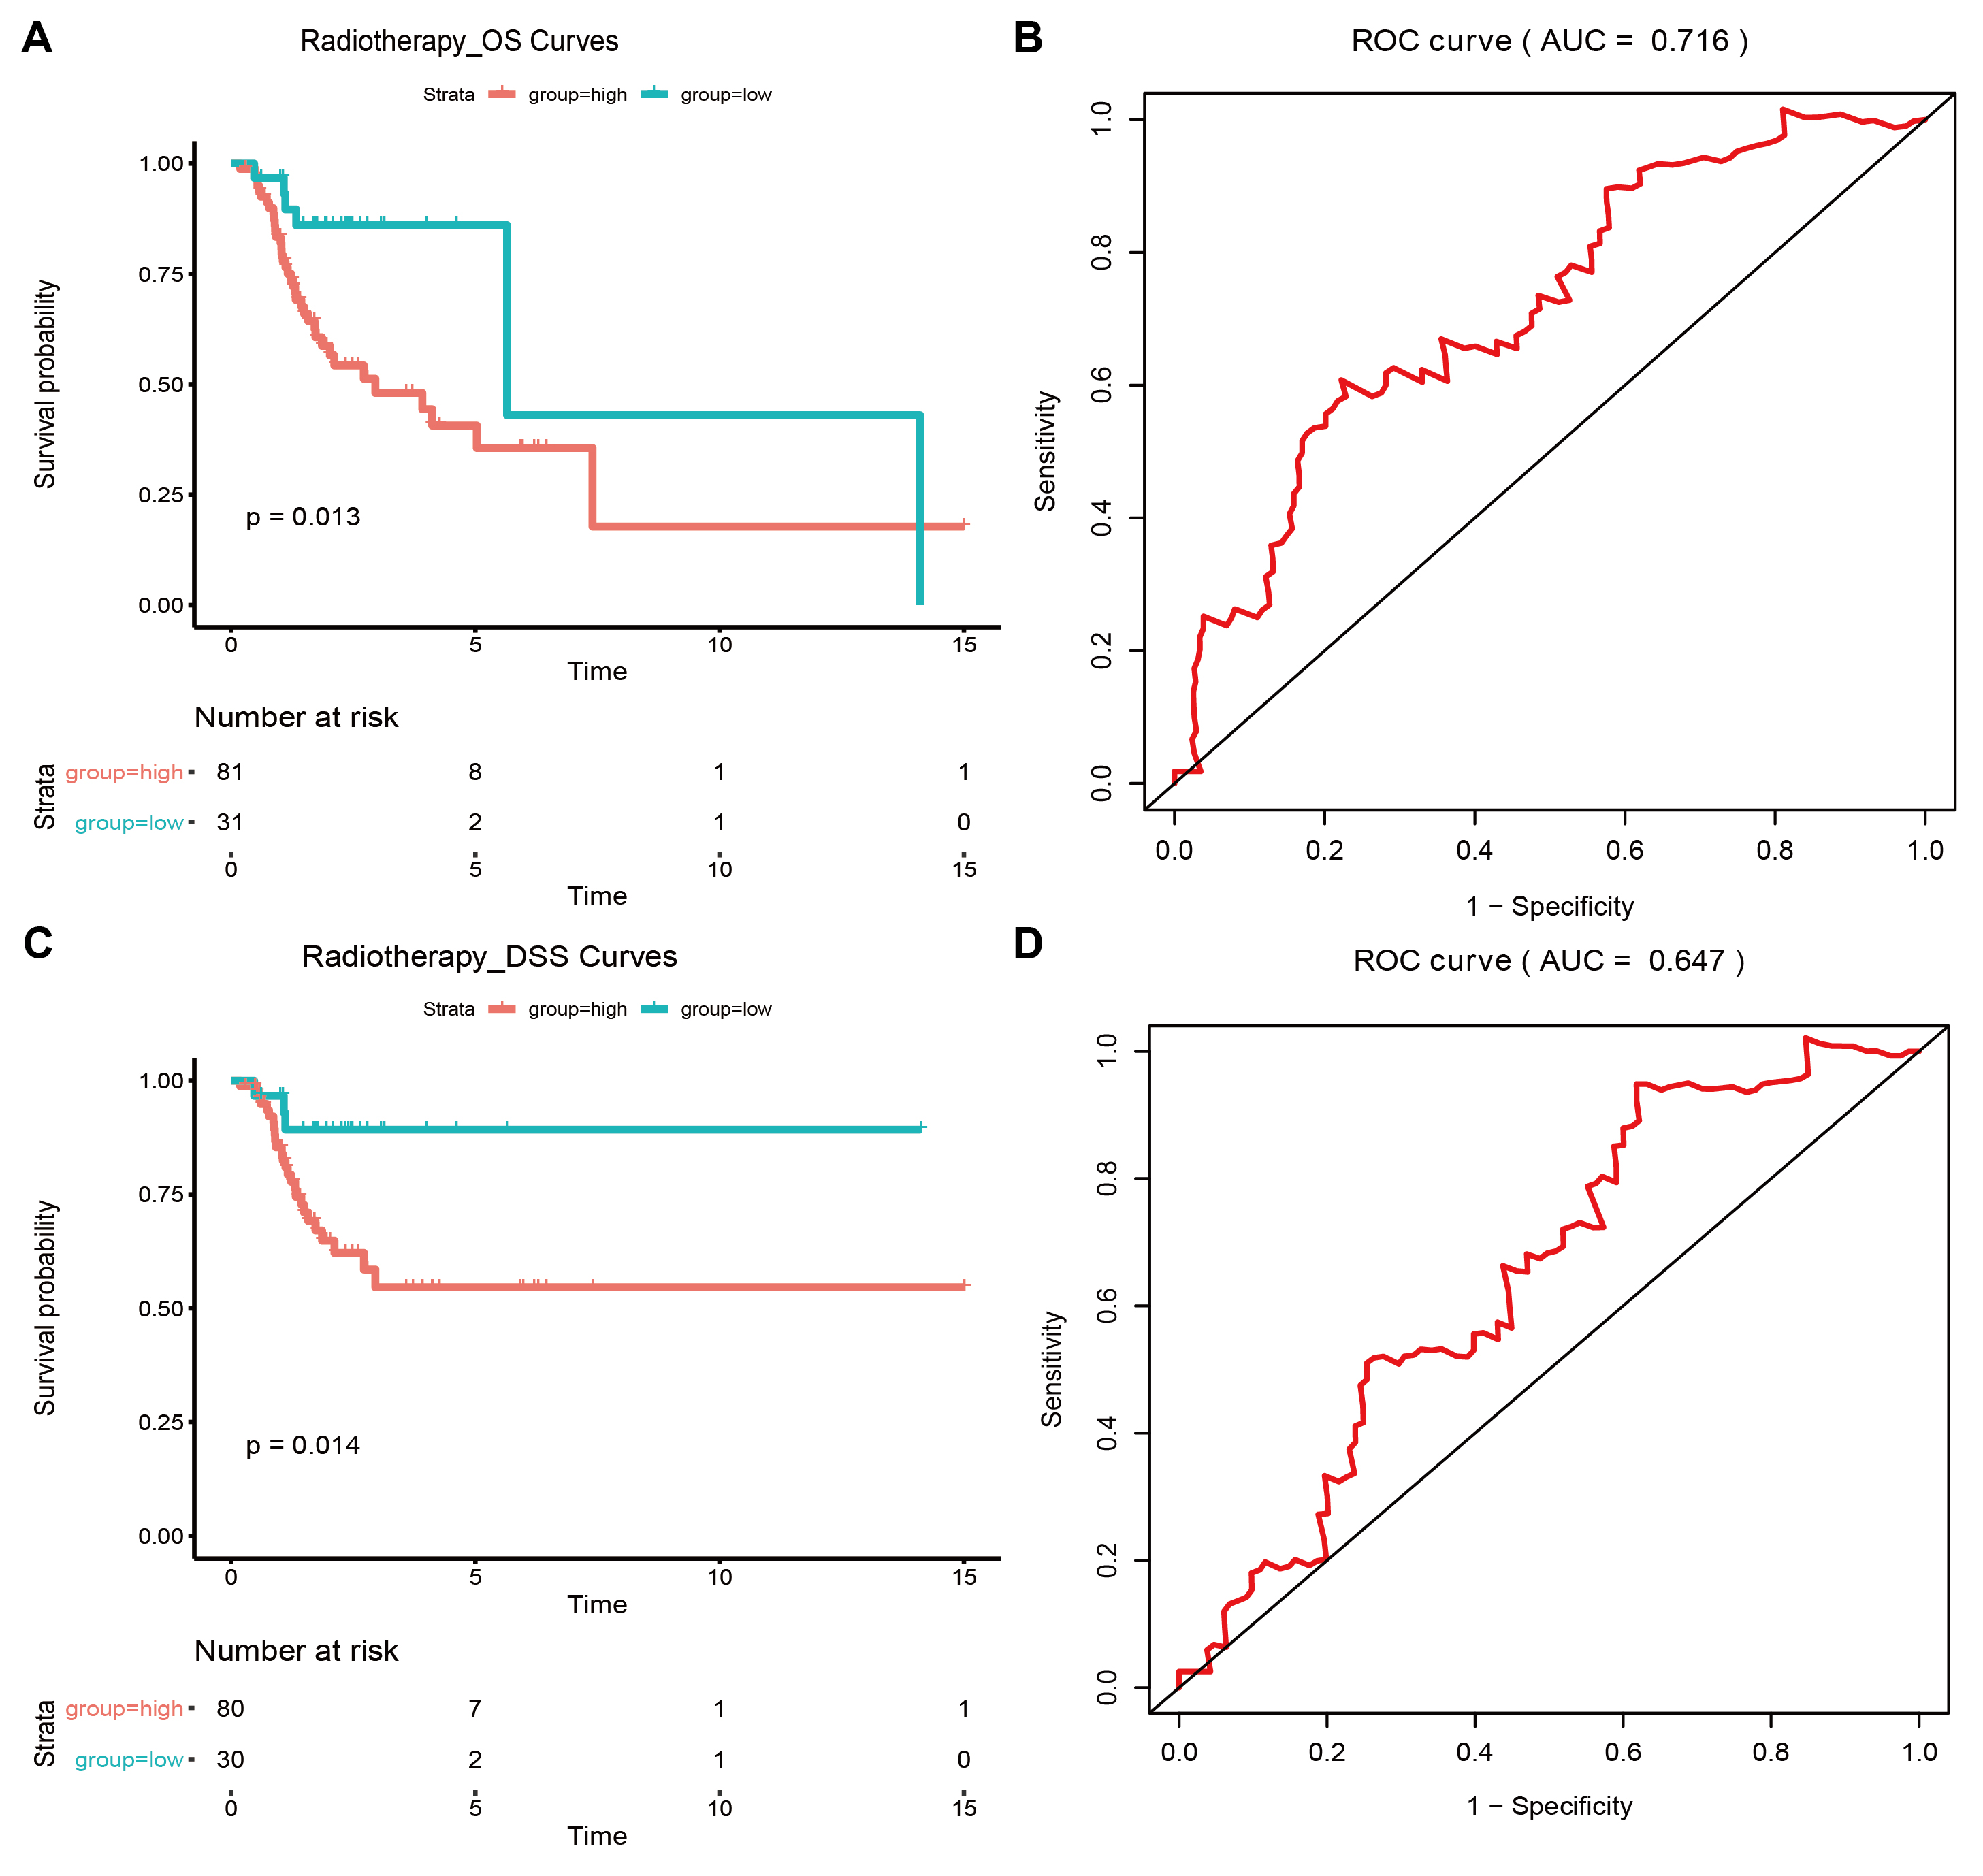 A
Radiotherapy_OS Curves
Strata group=high group=low
Survival probability
1.00
0.75
0.50
0.25
0.00
p = 0.013
0 5 10 15
Time
Number at risk
Strata
group=high 81 8 1 1
group=low 31 2 1 0
0 5 10 15
Time
B
ROC curve ( AUC = 0.716 )
Sensitivity
1.0
0.8
0.6
0.4
0.2
0.0
0.0 0.2 0.4 0.6 0.8 1.0
1 − Specificity
C
Radiotherapy_DSS Curves
Strata group=high group=low
Survival probability
1.00
0.75
0.50
0.25
0.00
p = 0.014
0 5 10 15
Time
Number at risk
Strata
group=high 80 7 1 1
group=low 30 2 1 0
0 5 10 15
Time
D
ROC curve ( AUC = 0.647 )
Sensitivity
1.0
0.8
0.6
0.4
0.2
0.0
0.0 0.2 0.4 0.6 0.8 1.0
1 − Specificity